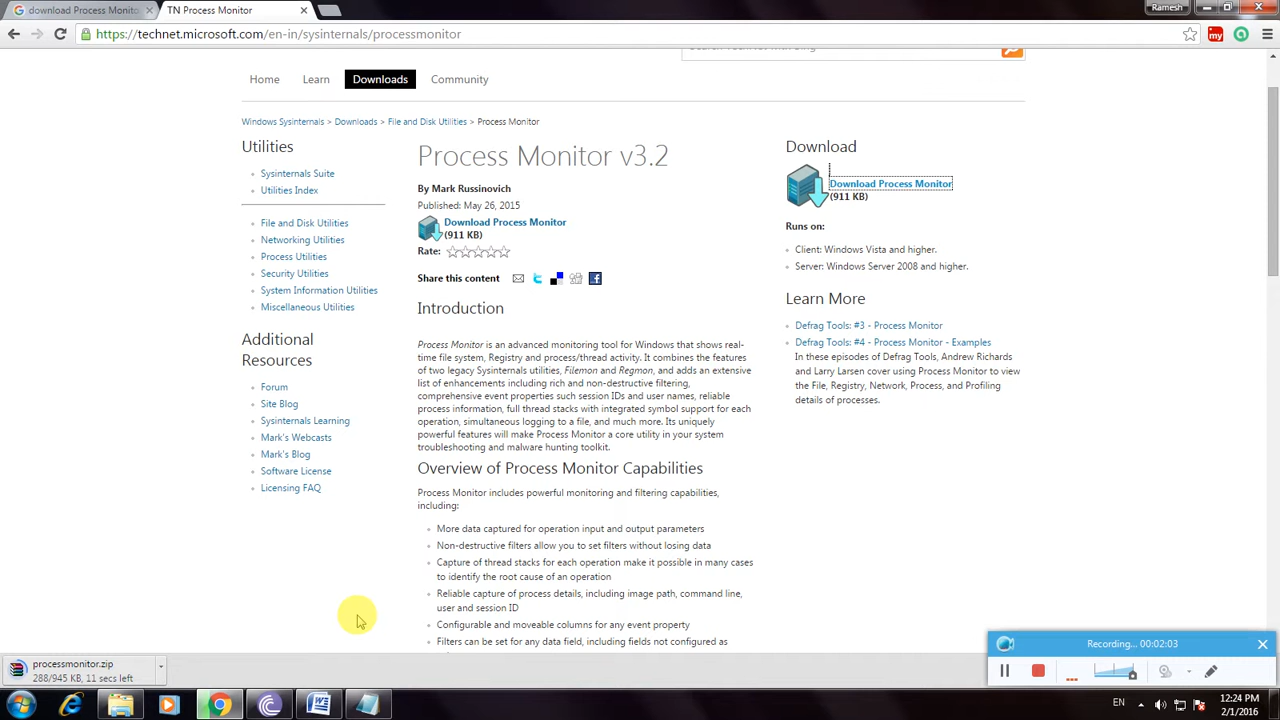 download Process Monito
TN Process Monitor
Ramesh
https://technet.microsoft.com/en-in/sysinternals/processmonitor
my
Home Learn Downloads Community
Windows Sysinternals > Downloads > File and Disk Utilities > Process Monitor
Utilities
Sysinternals Suite
Utilities Index
File and Disk Utilities
Networking Utilities
Process Utilities
Security Utilities
System Information Utilities
Miscellaneous Utilities
Additional
Resources
Forum
Site Blog
Sysinternals Learning
Mark's Webcasts
Mark's Blog
Software License
Licensing FAQ
Process Monitor v3.2
By Mark Russinovich
Published: May 26, 2015
Download Process Monitor
(911 KB)
Rate:
Share this content
Introduction
Process Monitor is an advanced monitoring tool for Windows that shows real-
time file system, Registry and process/thread activity. It combines the features
of two legacy Sysinternals utilities, Filemon and Regmon, and adds an extensive
list of enhancements including rich and non-destructive filtering,
comprehensive event properties such session IDs and user names, reliable
process information, full thread stacks with integrated symbol support for each
operation, simultaneous logging to a file, and much more. Its uniquely
powerful features will make Process Monitor a core utility in your system
troubleshooting and malware hunting toolkit.
Overview of Process Monitor Capabilities
Process Monitor includes powerful monitoring and filtering capabilities,
including:
More data captured for operation input and output parameters
Non-destructive filters allow you to set filters without losing data
Capture of thread stacks for each operation make it possible in many cases
to identify the root cause of an operation
Reliable capture of process details, including image path, command line,
user and session ID
Configurable and moveable columns for any event property
Filters can be set for any data field, including fields not configured as
Download
Download Process Monitor
(911 KB)
Runs on:
Client: Windows Vista and higher.
Server: Windows Server 2008 and higher.
Learn More
Defrag Tools: #3 - Process Monitor
Defrag Tools: #4 - Process Monitor - Examples
In these episodes of Defrag Tools, Andrew Richards
and Larry Larsen cover using Process Monitor to view
the File, Registry, Network, Process, and Profiling
details of processes.
Recording... 00:02:03
processmonitor.zip
288/945 KB, 11 secs left
EN
12:24 PM
2/1/2016